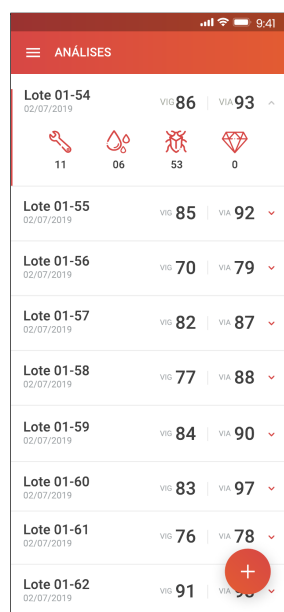 9:41
ANÁLISES
Lote 01-54 VIG 86 VIA 93
02/07/2019
11 06 53 0
Lote 01-55 VIG 85 VIA 92
02/07/2019
Lote 01-56 VIG 70 VIA 79
02/07/2019
Lote 01-57 VIG 82 VIA 87
02/07/2019
Lote 01-58 VIG 77 VIA 88
02/07/2019
Lote 01-59 VIG 84 VIA 90
02/07/2019
Lote 01-60 VIG 83 VIA 97
02/07/2019
Lote 01-61 VIG 76 VIA 78
02/07/2019
Lote 01-62 VIG 91 VIA
02/07/2019